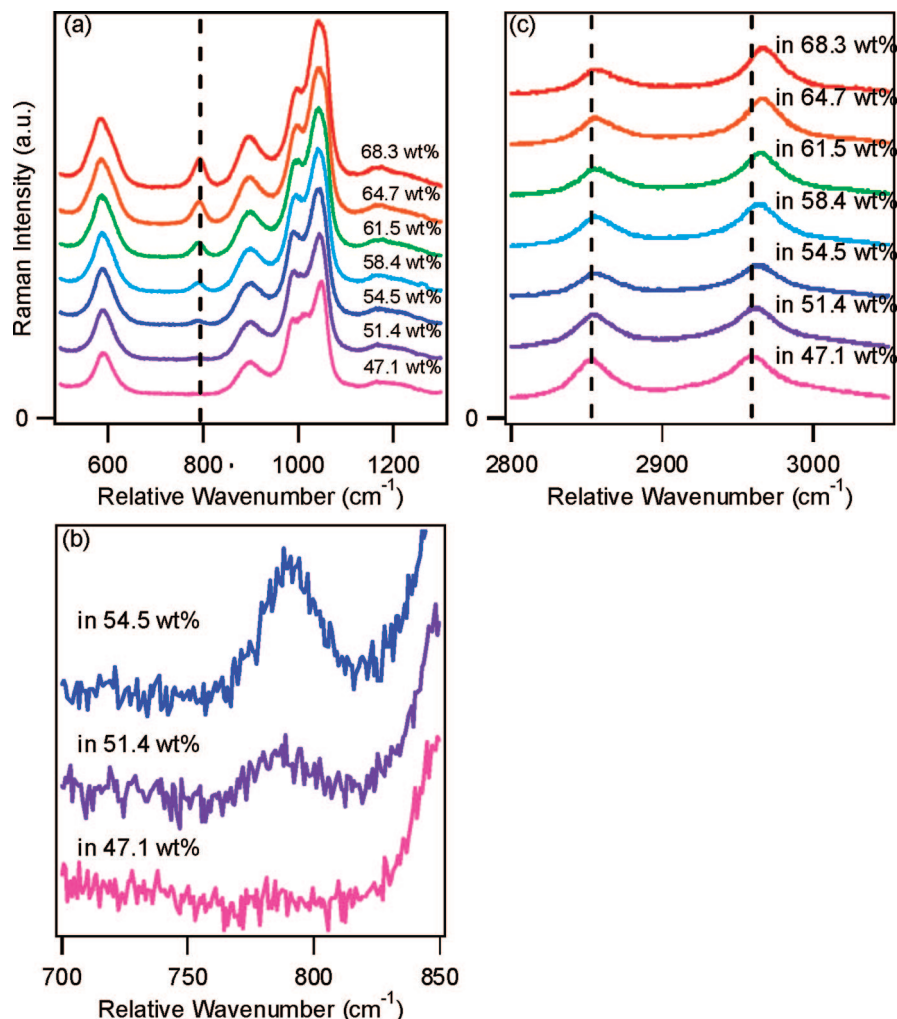 (a)
Raman Intensity (a.u.)
0
68.3 wt%
64.7 wt%
61.5 wt%
58.4 wt%
54.5 wt%
51.4 wt%
47.1 wt%
600 800 1000 1200
Relative Wavenumber (cm⁻¹)
(c)
in 68.3 wt%
in 64.7 wt%
in 61.5 wt%
in 58.4 wt%
in 54.5 wt%
in 51.4 wt%
in 47.1 wt%
0
2800 2900 3000
Relative Wavenumber (cm⁻¹)
(b)
in 54.5 wt%
in 51.4 wt%
in 47.1 wt%
700 750 800 850
Relative Wavenumber (cm⁻¹)